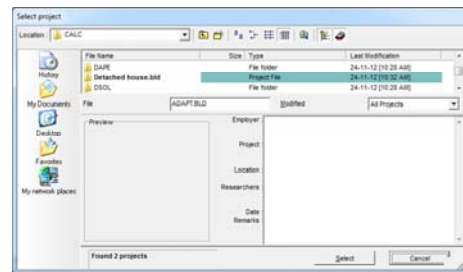 Select project
Location CALC
File Name Size Type Last Modification
DAPE File folder 24-11-12 [10:28 AM]
Detached house.bld Project File 24-11-12 [10:32 AM]
DSOL File folder 24-11-12 [10:28 AM]
File ADAPT.BLD Modified All Projects
History
My Documents
Desktop
Favorites
My network places
Preview
Employer
Project
Location
Researchers
Date
Remarks
Found 2 projects
Select Cancel